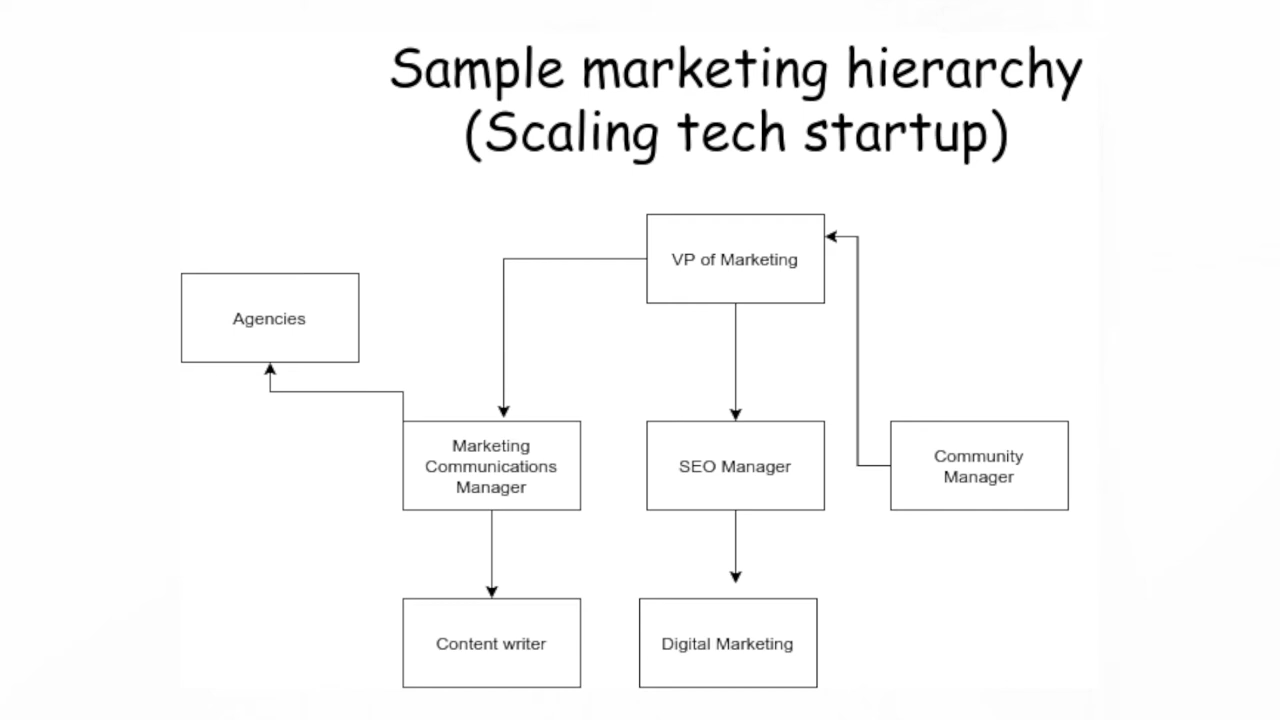 Sample marketing hierarchy
(Scaling tech startup)
VP of Marketing
Agencies
Marketing
Communications
Manager
SEO Manager
Community
Manager
Content writer
Digital Marketing